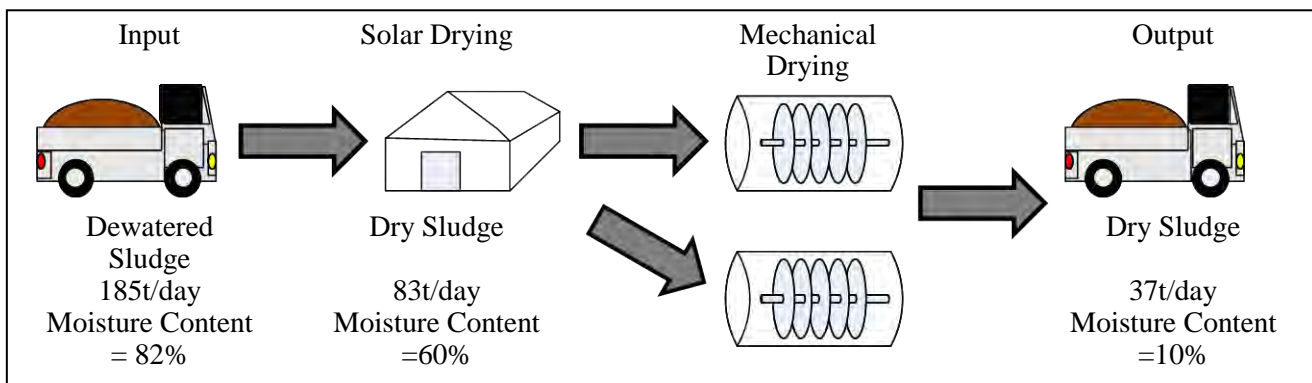 Input
Dewatered
Sludge
185t/day
Moisture Content
= 82%
Solar Drying
Dry Sludge
83t/day
Moisture Content
=60%
Mechanical
Drying
Output
Dry Sludge
37t/day
Moisture Content
=10%